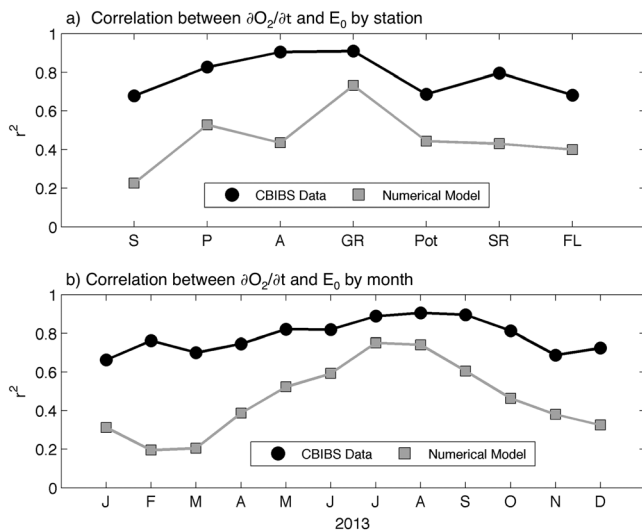 a) Correlation between ∂O₂/∂t and E₀ by station
1
0.8
0.6
0.4
0.2
0
r²
CBIBS Data Numerical Model
S P A GR Pot SR FL
b) Correlation between ∂O₂/∂t and E₀ by month
1
0.8
0.6
0.4
0.2
0
r²
CBIBS Data Numerical Model
J F M A M J J A S O N D
2013